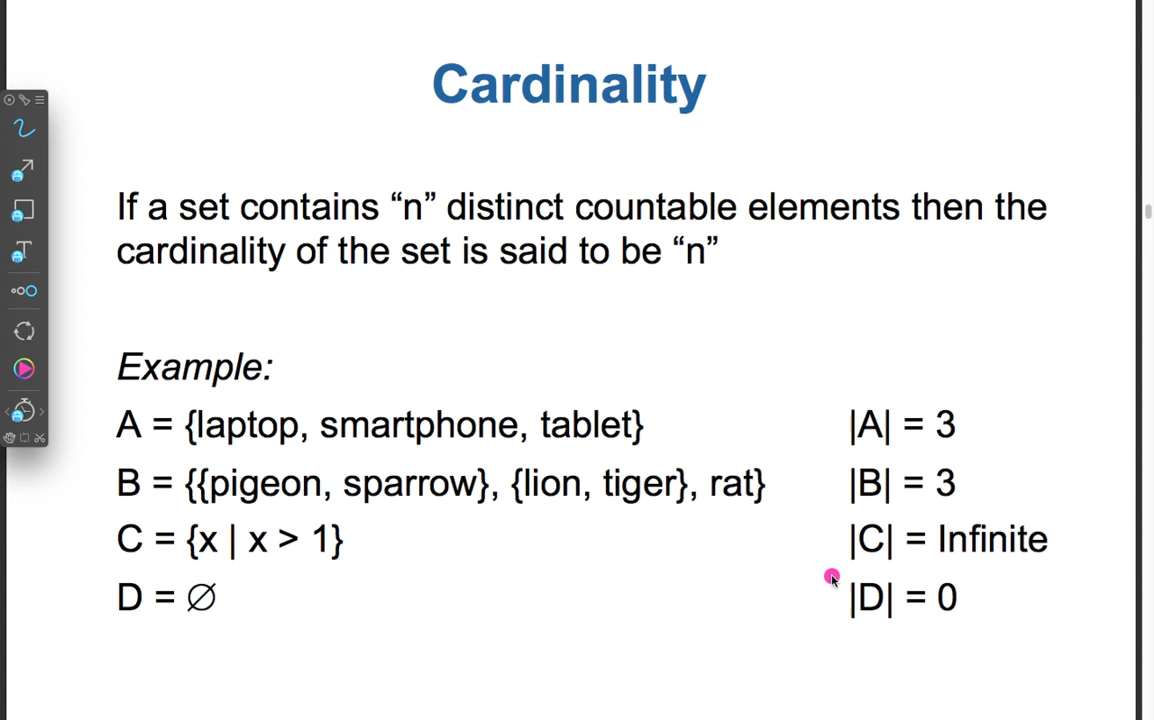 Cardinality
If a set contains “n” distinct countable elements then the
cardinality of the set is said to be “n”
Example:
A = {laptop, smartphone, tablet} |A| = 3
B = {{pigeon, sparrow}, {lion, tiger}, rat} |B| = 3
C = {x | x > 1} |C| = Infinite
D = ∅ |D| = 0